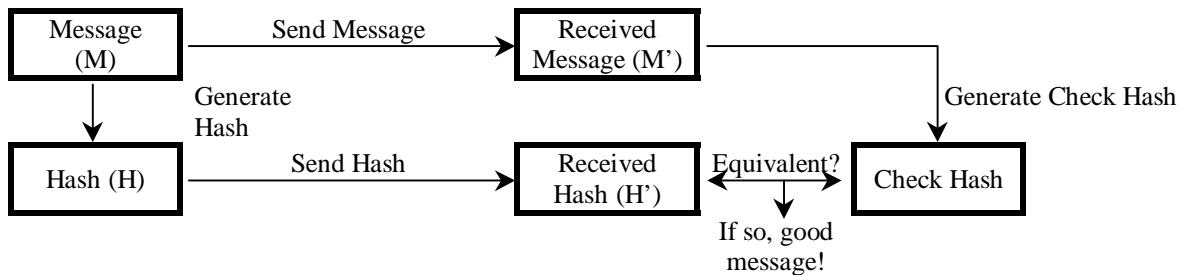 Message
(M)
Send Message
Received
Message (M’)
Generate
Hash
Generate Check Hash
Hash (H)
Send Hash
Received
Hash (H’)
Equivalent?
Check Hash
If so, good
message!